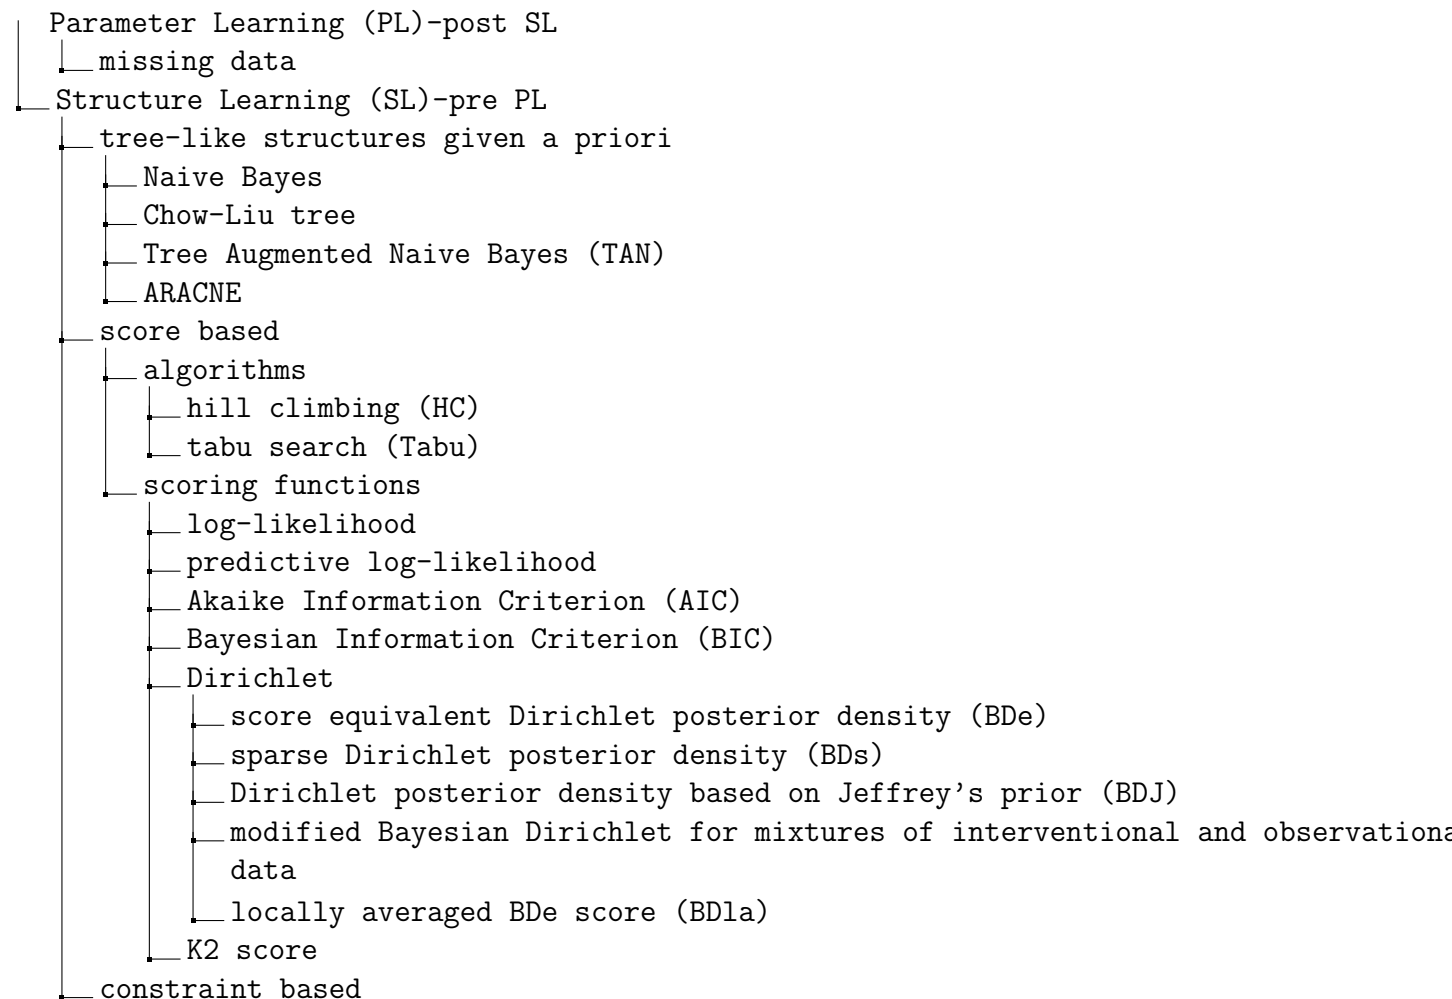 Parameter Learning (PL)-post SL
missing data
Structure Learning (SL)-pre PL
tree-like structures given a priori
Naive Bayes
Chow-Liu tree
Tree Augmented Naive Bayes (TAN)
ARACNE
score based
algorithms
hill climbing (HC)
tabu search (Tabu)
scoring functions
log-likelihood
predictive log-likelihood
Akaike Information Criterion (AIC)
Bayesian Information Criterion (BIC)
Dirichlet
score equivalent Dirichlet posterior density (BDe)
sparse Dirichlet posterior density (BDs)
Dirichlet posterior density based on Jeffrey's prior (BDJ)
modified Bayesian Dirichlet for mixtures of interventional and observationa
data
locally averaged BDe score (BDla)
K2 score
constraint based